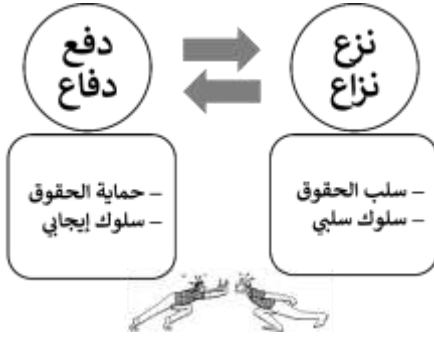 نزع
نزاع
دفع
دفاع
– سلب الحقوق
– سلوك سلبي
– حماية الحقوق
– سلوك إيجابي